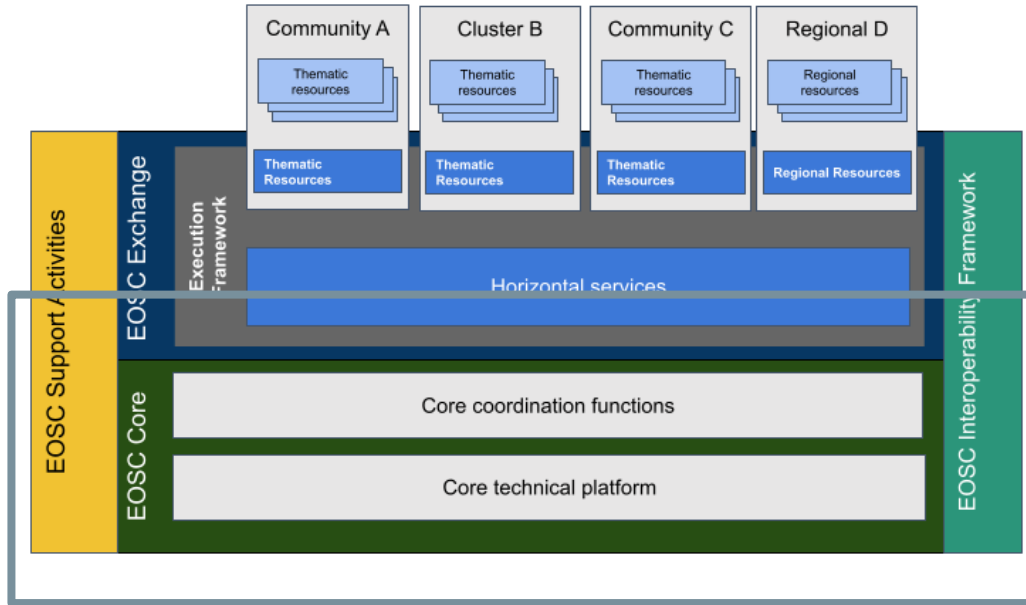 Community A
Cluster B
Community C
Regional D
Thematic
resources
Thematic
resources
Thematic
resources
Regional
resources
Thematic
Resources
Thematic
Resources
Thematic
Resources
Regional Resources
EOSC Support Activities
EOSC Exchange
Execution
Framework
Horizontal services
EOSC Interoperability Framework
EOSC Core
Core coordination functions
Core technical platform